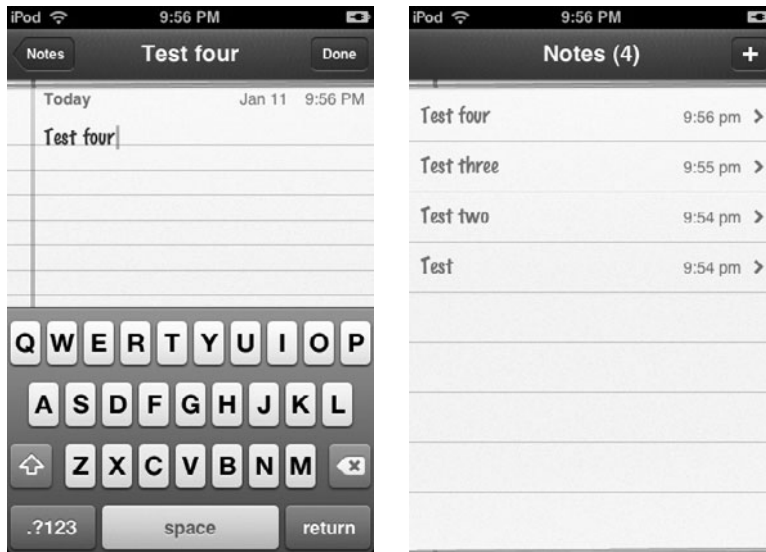 iPod 9:56 PM
Notes Test four Done
Today Jan 11 9:56 PM
Test four
Q W E R T Y U I O P
A S D F G H J K L
Z X C V B N M
.?123 space return
iPod 9:56 PM
Notes (4) +
Test four 9:56 pm
Test three 9:55 pm
Test two 9:54 pm
Test 9:54 pm